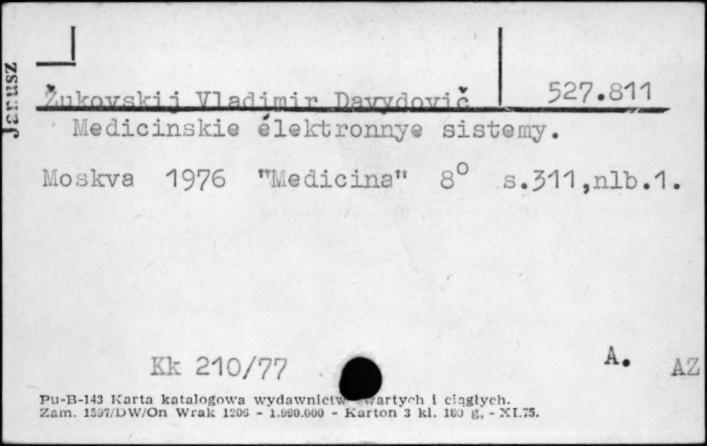 Janusz
Žukovskij Vladimir Davydovič 527.811
Medicinskie élektronnye sistemy.
Moskva 1976 "Medicina" 8° s.311,nlb.1.
Kk 210/77 A. AZ
Pu-B-143 Karta katalogowa wydawnictw zwartych i ciągłych.
Zam. 1597/DW/On Wrak 1206 – 1.990.000 – Karton 3 kl. 180 g. – XI.75.